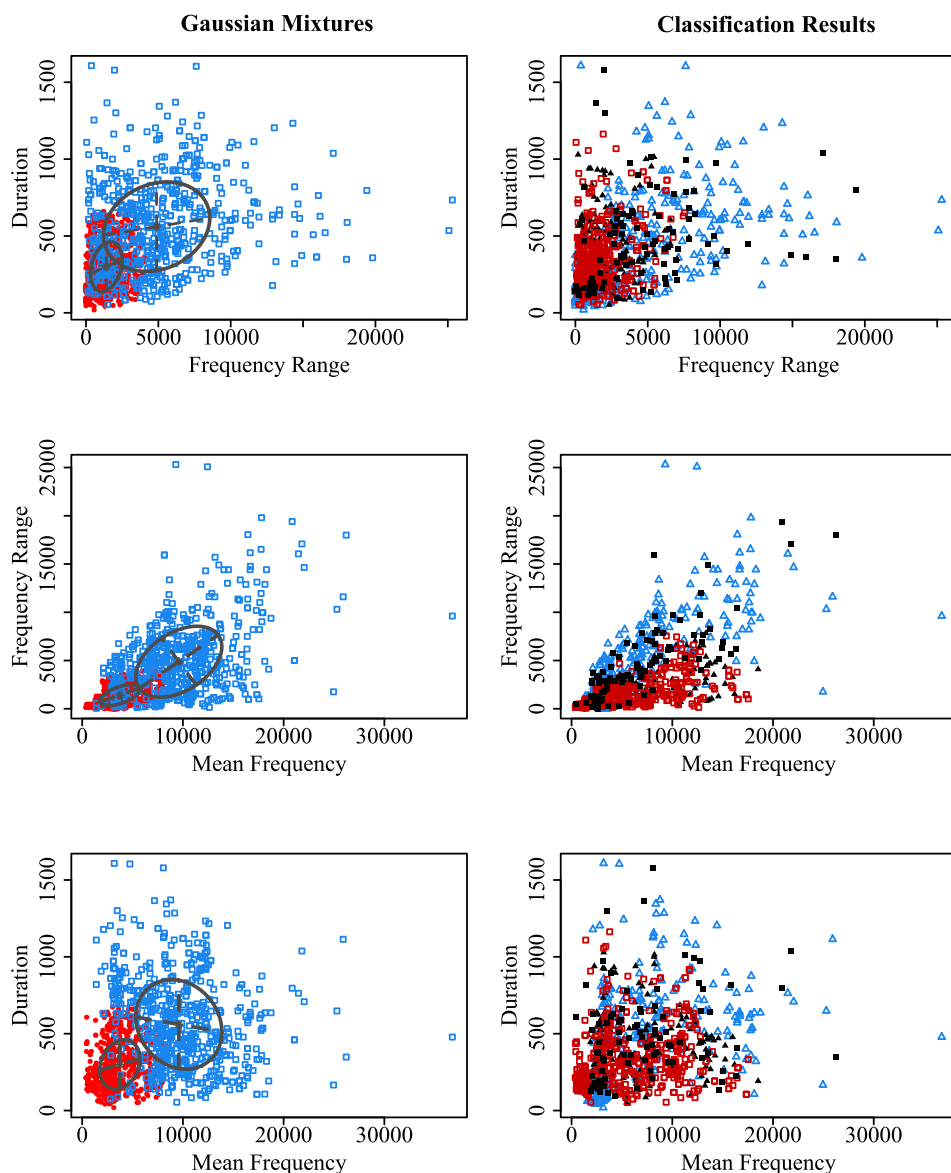 Gaussian Mixtures
Classification Results
Duration
0 500 1000 1500
0 5000 10000 20000
Frequency Range
Duration
0 500 1000 1500
0 5000 10000 20000
Frequency Range
Frequency Range
0 5000 15000 25000
0 10000 20000 30000
Mean Frequency
Frequency Range
0 5000 15000 25000
0 10000 20000 30000
Mean Frequency
Duration
0 500 1000 1500
0 10000 20000 30000
Mean Frequency
Duration
0 500 1000 1500
0 10000 20000 30000
Mean Frequency